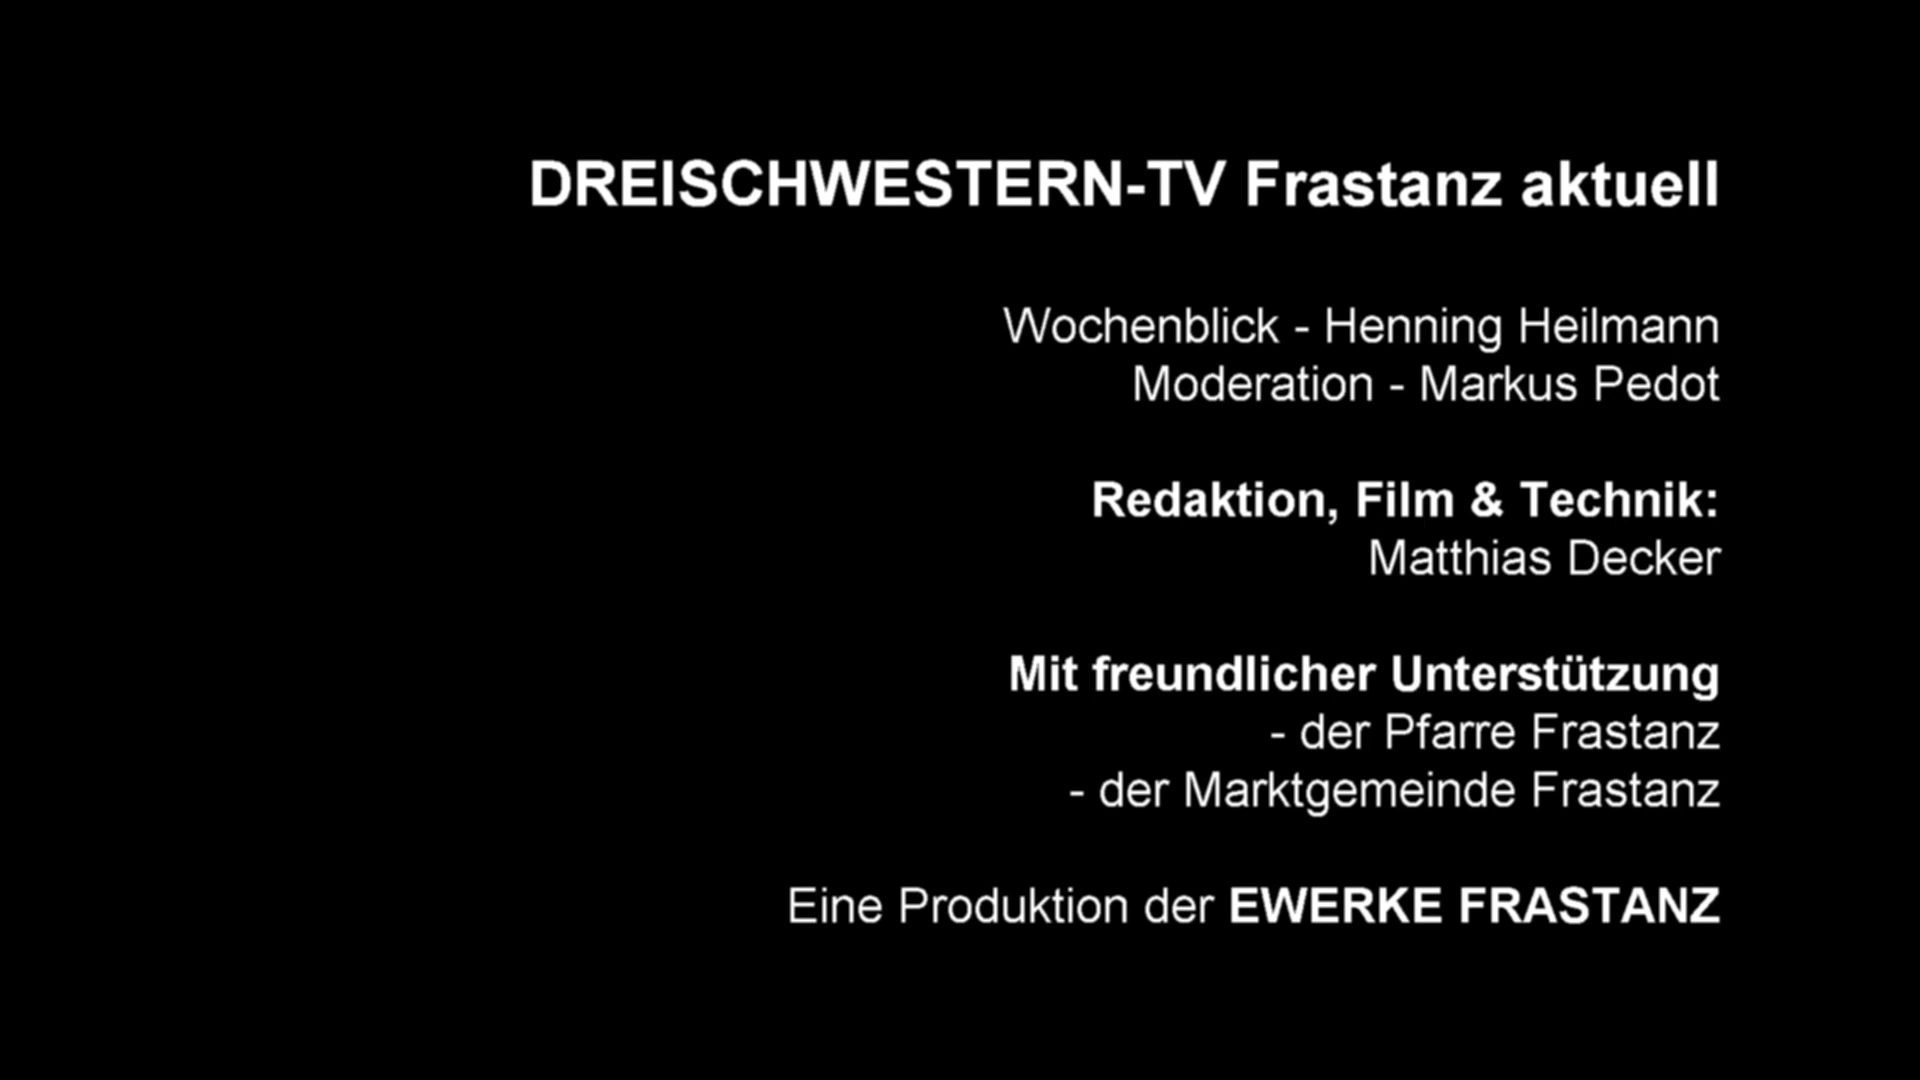 DREISCHWESTERN-TV Frastanz aktuell
Wochenblick - Henning Heilmann
Moderation - Markus Pedot
Redaktion, Film & Technik:
Matthias Decker
Mit freundlicher Unterstützung
- der Pfarre Frastanz
- der Marktgemeinde Frastanz
Eine Produktion der EWERKE FRASTANZ